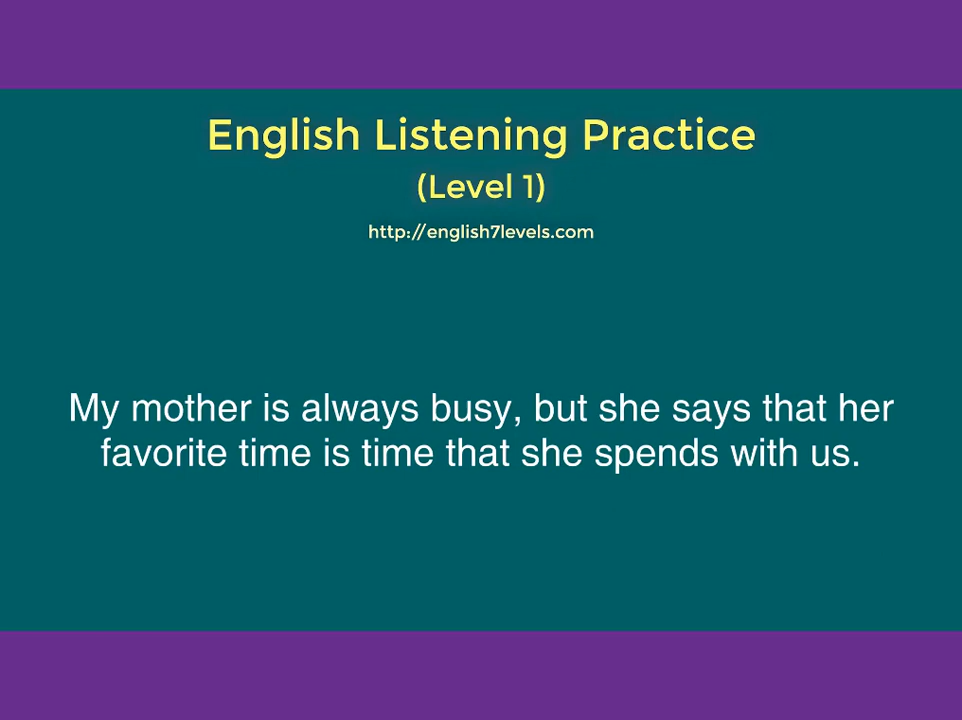 English Listening Practice
(Level 1)
http://english7levels.com
My mother is always busy, but she says that her
favorite time is time that she spends with us.